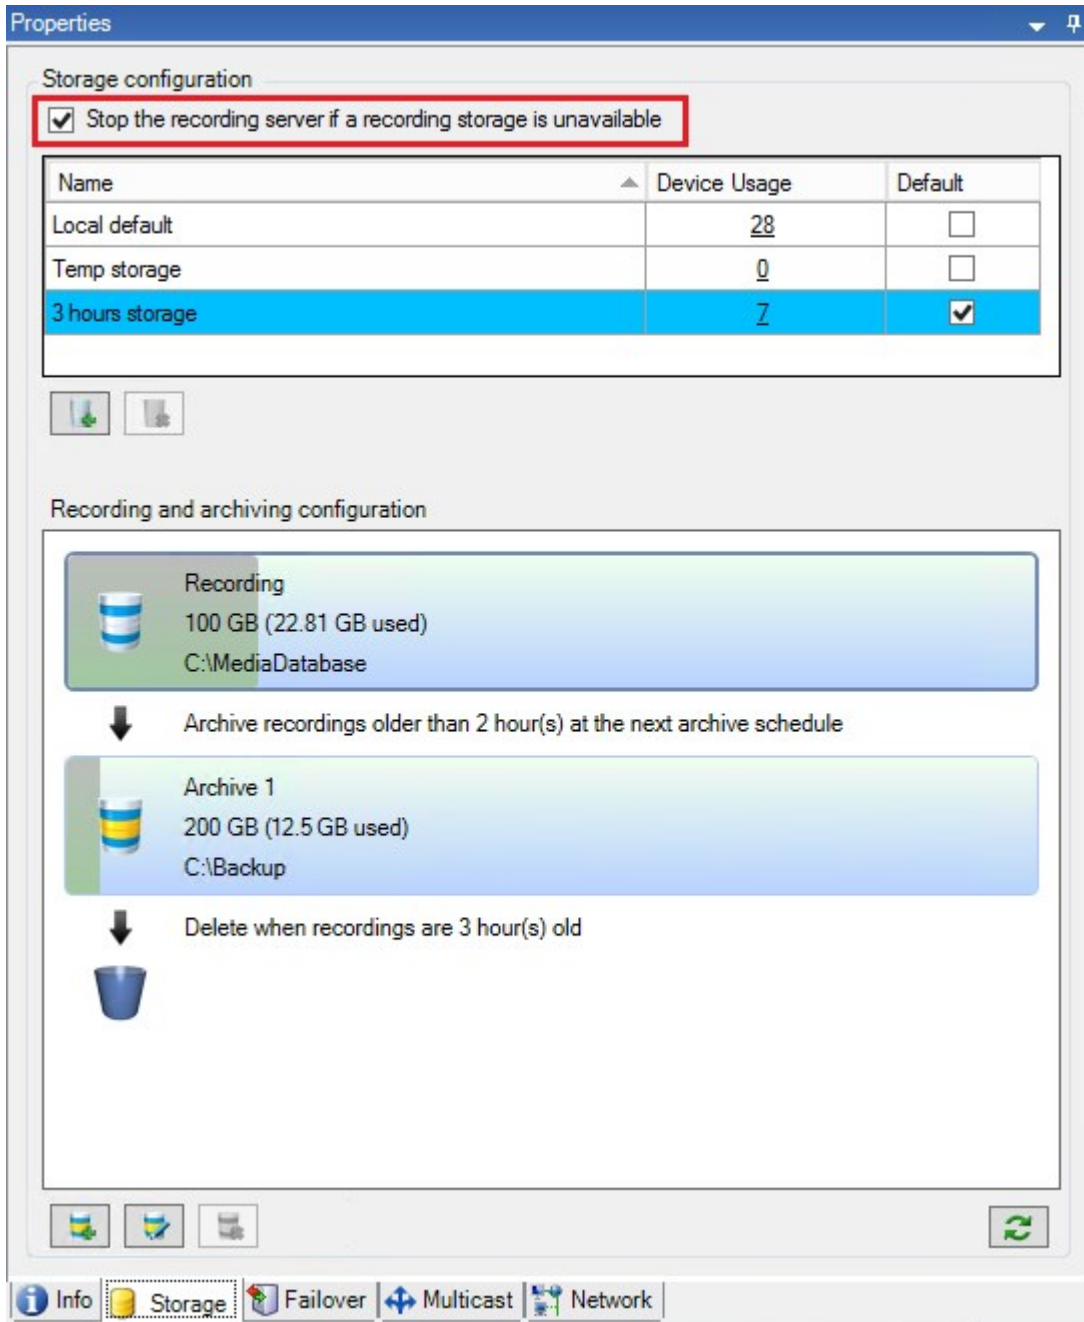 Properties
Storage configuration
Stop the recording server if a recording storage is unavailable
Name Device Usage Default
Local default 28
Temp storage 0
3 hours storage 7
Recording and archiving configuration
Recording
100 GB (22.81 GB used)
C:\MediaDatabase
Archive recordings older than 2 hour(s) at the next archive schedule
Archive 1
200 GB (12.5 GB used)
C:\Backup
Delete when recordings are 3 hour(s) old
Info Storage Failover Multicast Network